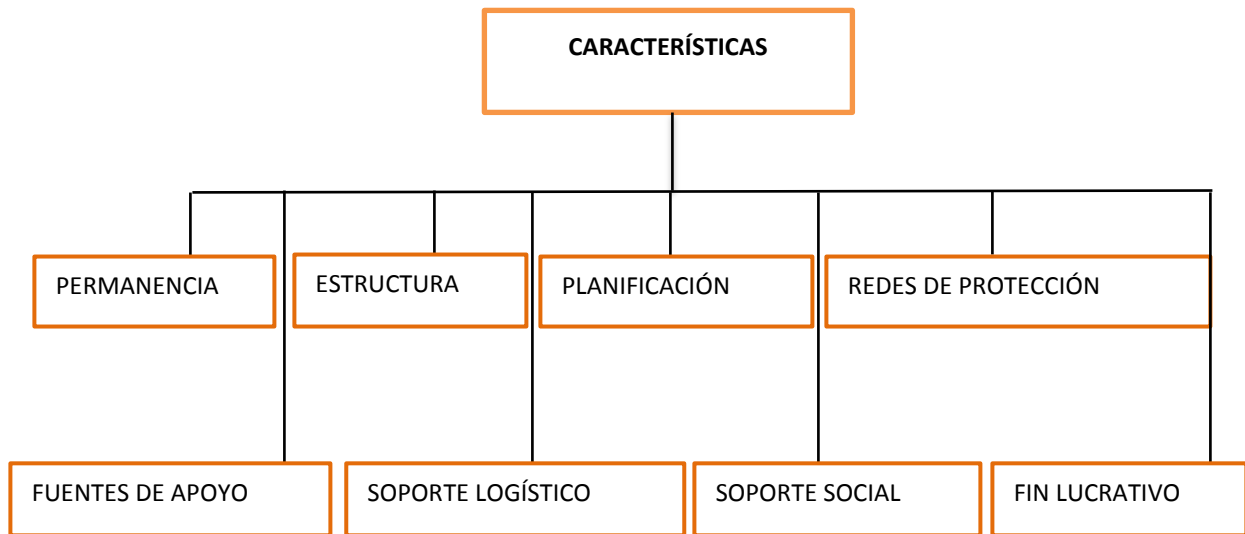 CARACTERÍSTICAS
PERMANENCIA
ESTRUCTURA
PLANIFICACIÓN
REDES DE PROTECCIÓN
FUENTES DE APOYO
SOPORTE LOGÍSTICO
SOPORTE SOCIAL
FIN LUCRATIVO